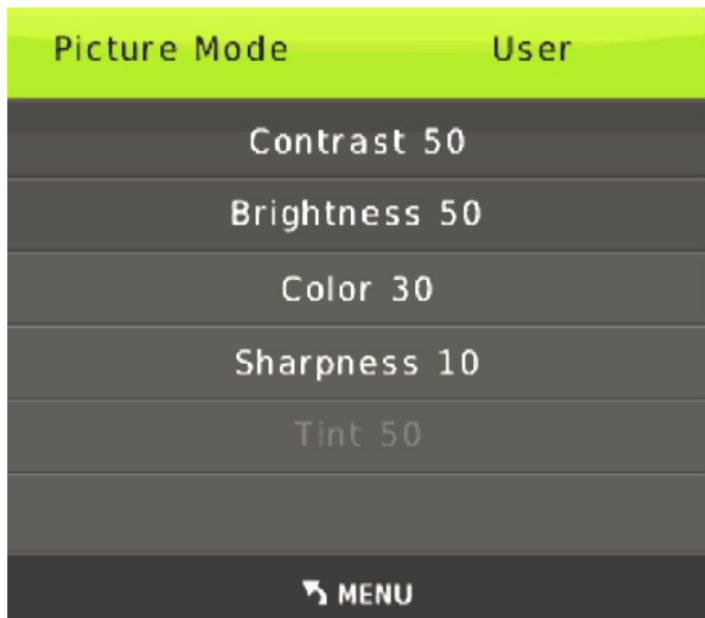 Picture Mode User
Contrast 50
Brightness 50
Color 30
Sharpness 10
Tint 50
MENU